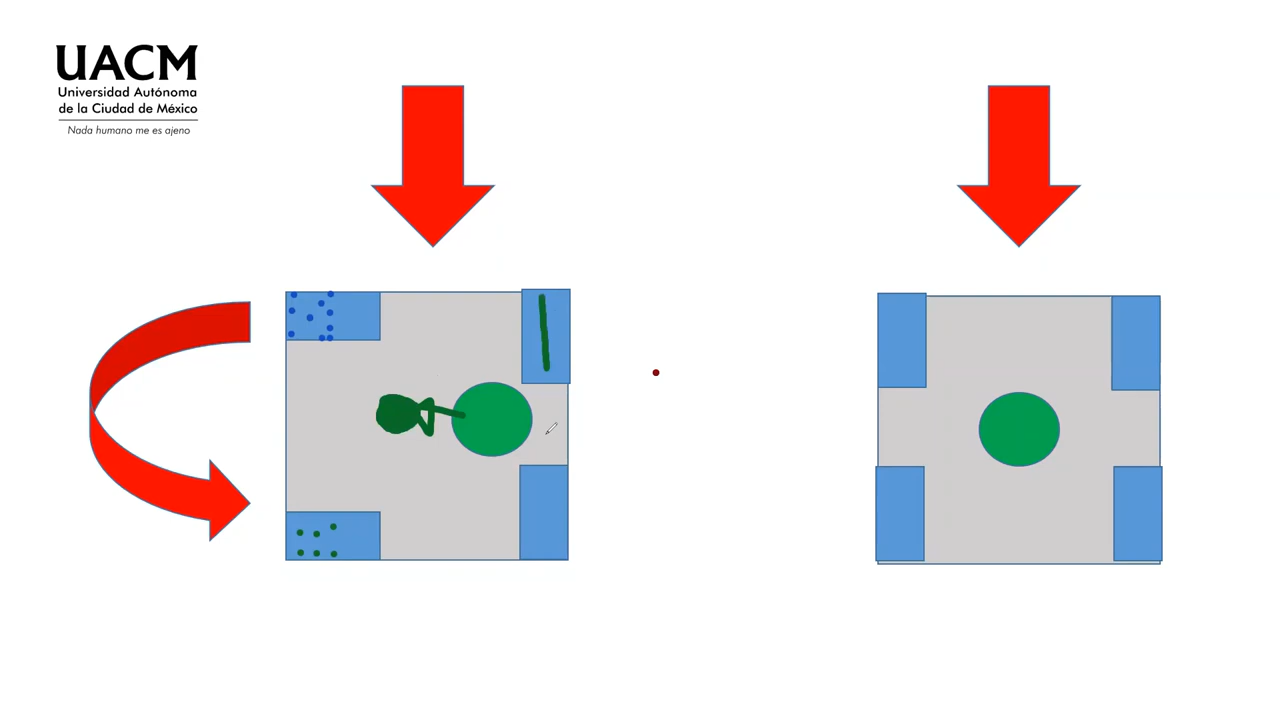 UACM
Universidad Autónoma
de la Ciudad de México
Nada humano me es ajeno